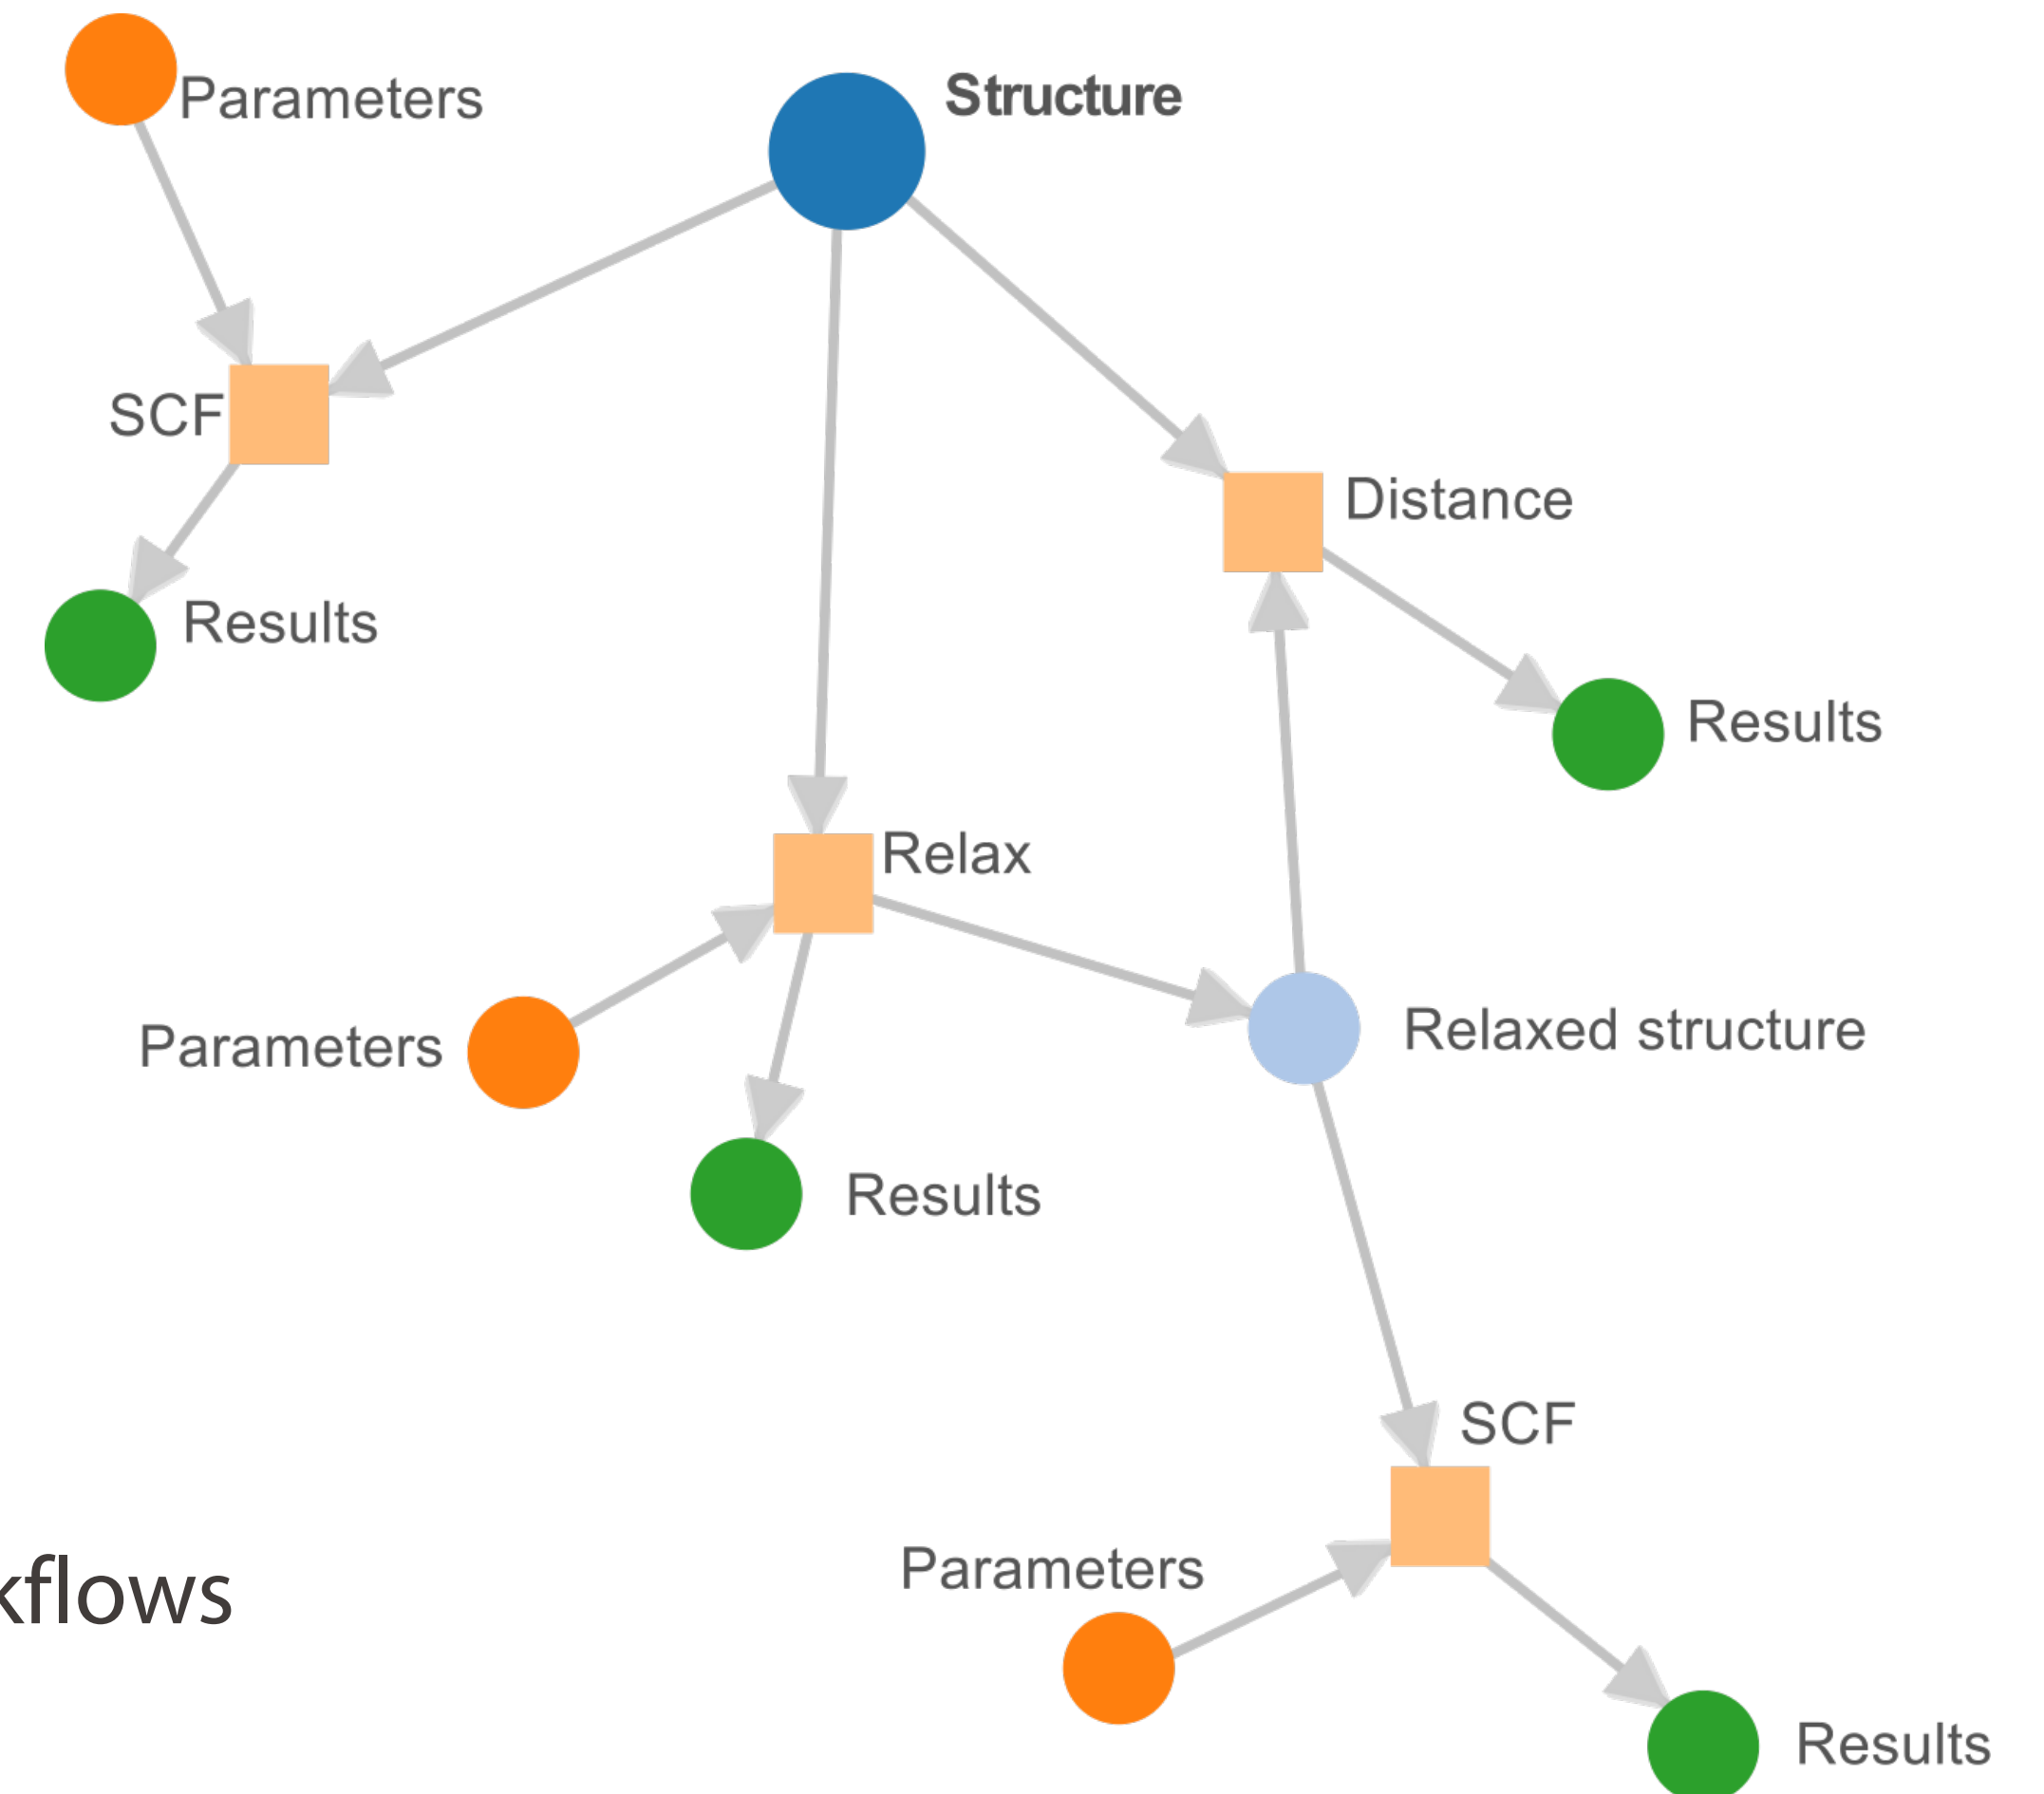 Parameters
Structure
SCF
Distance
Results
Results
Relax
Parameters
Relaxed structure
Results
SCF
Parameters
kflows
Results